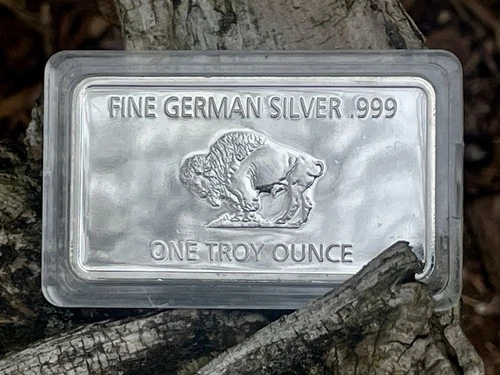 FINE GERMAN SILVER .999
ONE TROY OUNCE